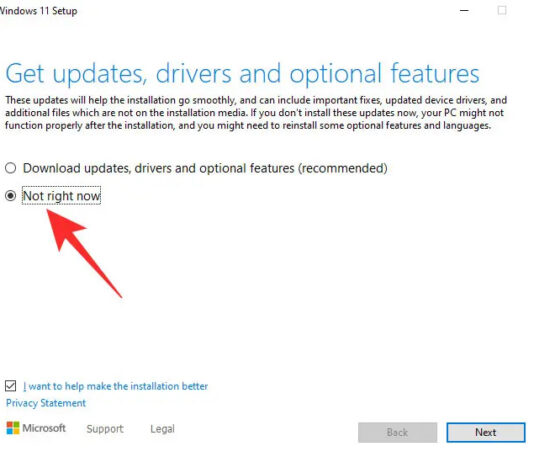 Windows 11 Setup
Get updates, drivers and optional features
These updates will help the installation go smoothly, and can include important fixes, updated device drivers, and
additional files which are not on the installation media. If you don't install these updates now, your PC might not
function properly after the installation, and you might need to reinstall some optional features and languages.
Download updates, drivers and optional features (recommended)
Not right now
I want to help make the installation better
Privacy Statement
Microsoft Support Legal Back Next